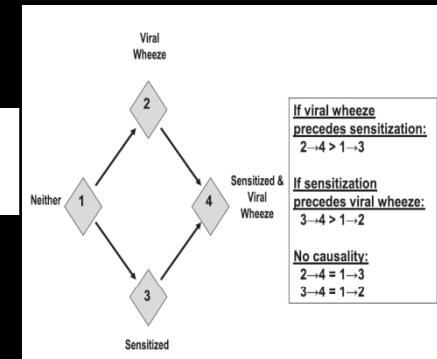 Viral
Wheeze
2
If viral wheeze
precedes sensitization:
2→4 > 1→3
Neither
1
4
Sensitized &
Viral
Wheeze
If sensitization
precedes viral wheeze:
3→4 > 1→2
No causality:
2→4 = 1→3
3→4 = 1→2
3
Sensitized